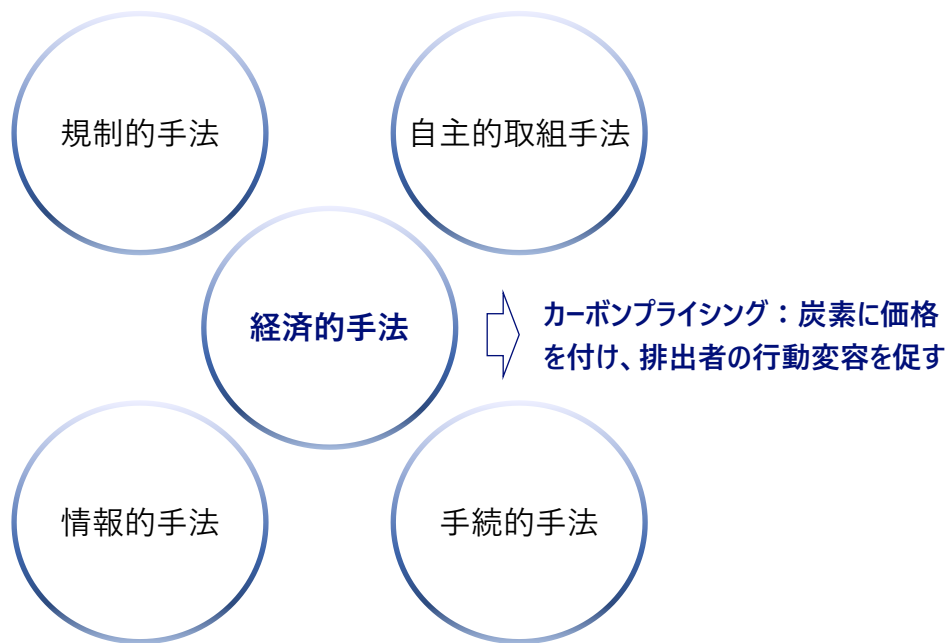 規制的手法
自主的取組手法
経済的手法
カーボンプライシング：炭素に価格
を付け、排出者の行動変容を促す
情報的手法
手続的手法